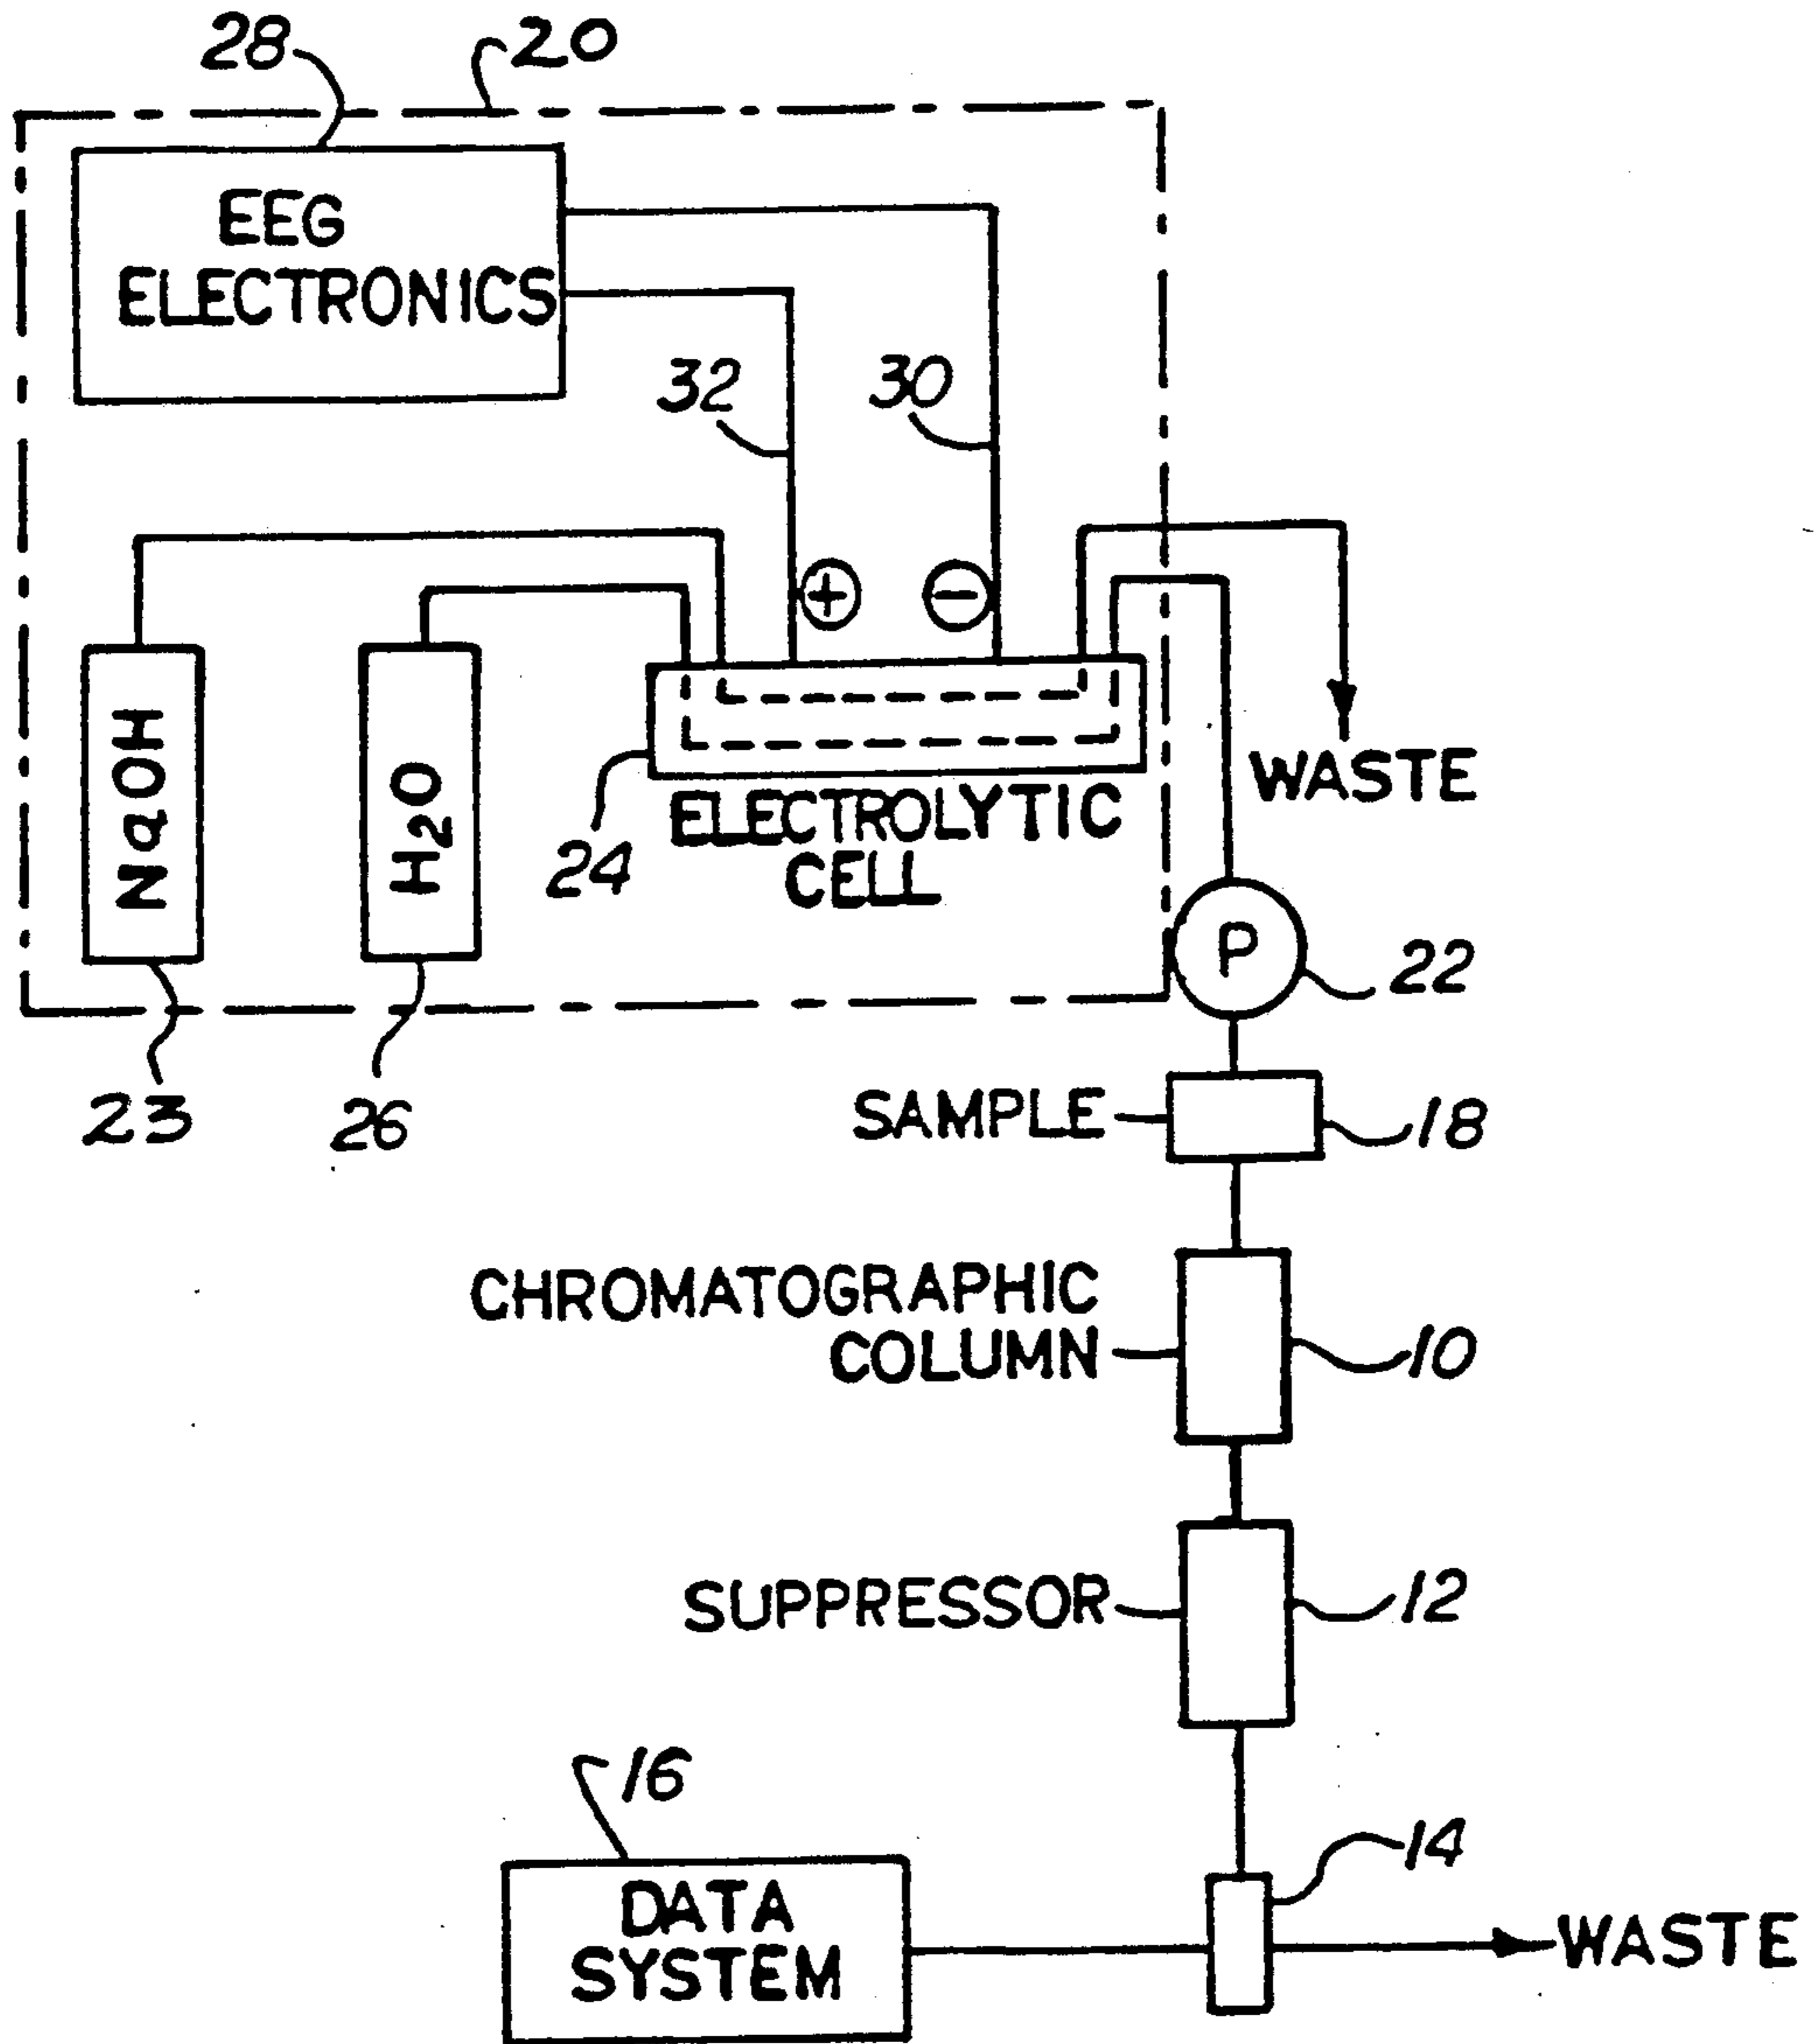 28
20
EEG
ELECTRONICS
32
30
+
−
NaOH
H₂O
WASTE
24
ELECTROLYTIC
CELL
P
22
23
26
SAMPLE
18
CHROMATOGRAPHIC
COLUMN
10
SUPPRESSOR
12
16
14
DATA
SYSTEM
WASTE